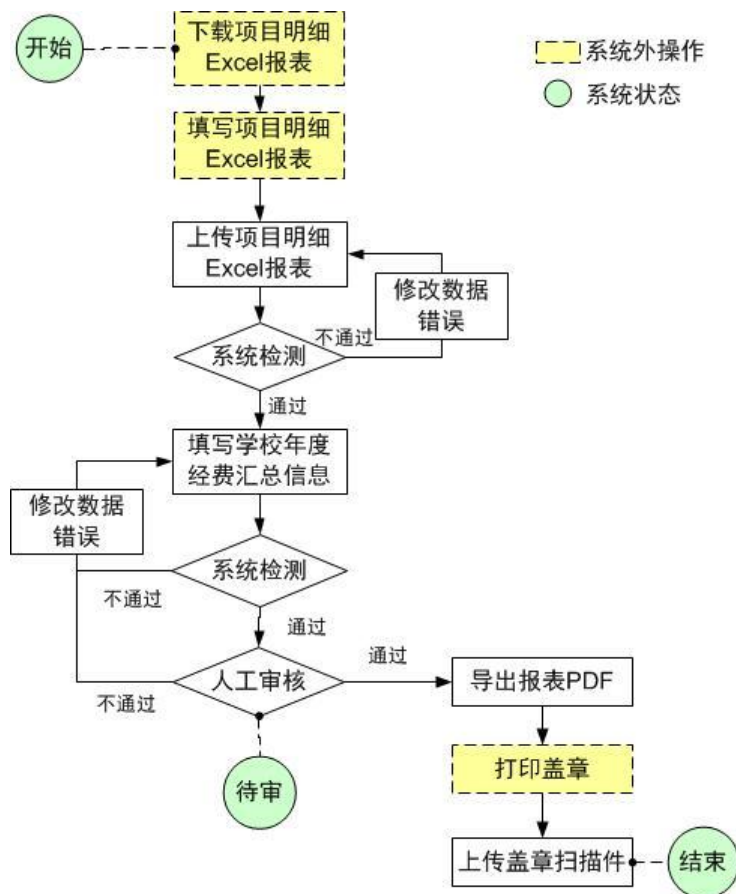 开始
下载项目明细
Excel报表
系统外操作
系统状态
填写项目明细
Excel报表
上传项目明细
Excel报表
修改数据
错误
系统检测
不通过
通过
填写学校年度
经费汇总信息
修改数据
错误
系统检测
不通过
通过
人工审核
不通过
通过
导出报表PDF
待审
打印盖章
上传盖章扫描件
结束